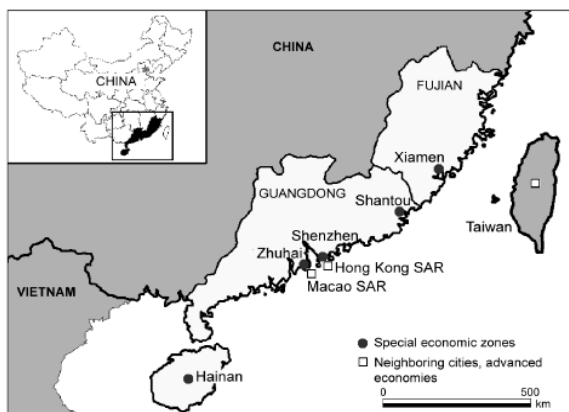 CHINA
CHINA
FUJIAN
Xiamen
GUANGDONG
Shantou
Taiwan
Shenzhen
Zhuhai
Hong Kong SAR
Macao SAR
VIETNAM
Hainan
Special economic zones
Neighboring cities, advanced
economies
0 500
km